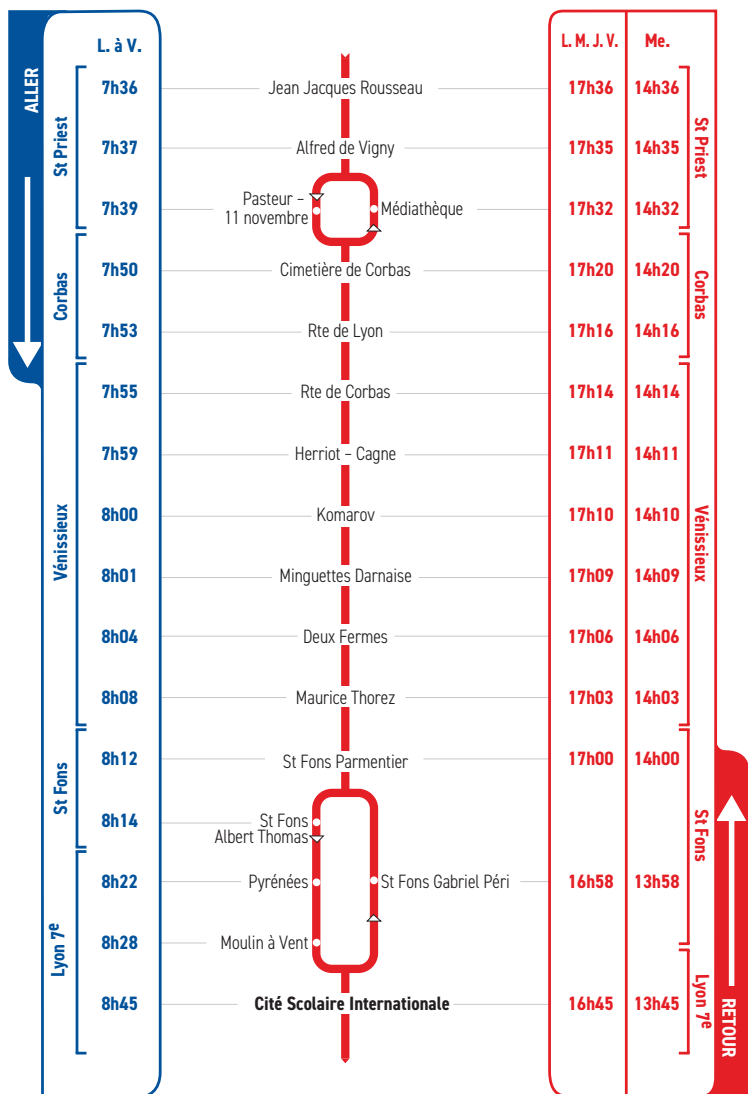 ALLER
L. à V.
L. M. J. V.
Me.
St Priest
7h36
Jean Jacques Rousseau
17h36
14h36
St Priest
7h37
Alfred de Vigny
17h35
14h35
7h39
Pasteur –
11 novembre
Médiathèque
17h32
14h32
Corbas
7h50
Cimetière de Corbas
17h20
14h20
Corbas
7h53
Rte de Lyon
17h16
14h16
Vénissieux
7h55
Rte de Corbas
17h14
14h14
Vénissieux
7h59
Herriot – Cagne
17h11
14h11
8h00
Komarov
17h10
14h10
8h01
Minguettes Darnaise
17h09
14h09
8h04
Deux Fermes
17h06
14h06
8h08
Maurice Thorez
17h03
14h03
St Fons
8h12
St Fons Parmentier
17h00
14h00
St Fons
8h14
St Fons
Albert Thomas
Lyon 7e
8h22
Pyrénées
St Fons Gabriel Péri
16h58
13h58
8h28
Moulin à Vent
8h45
Cité Scolaire Internationale
16h45
13h45
Lyon 7e
RETOUR